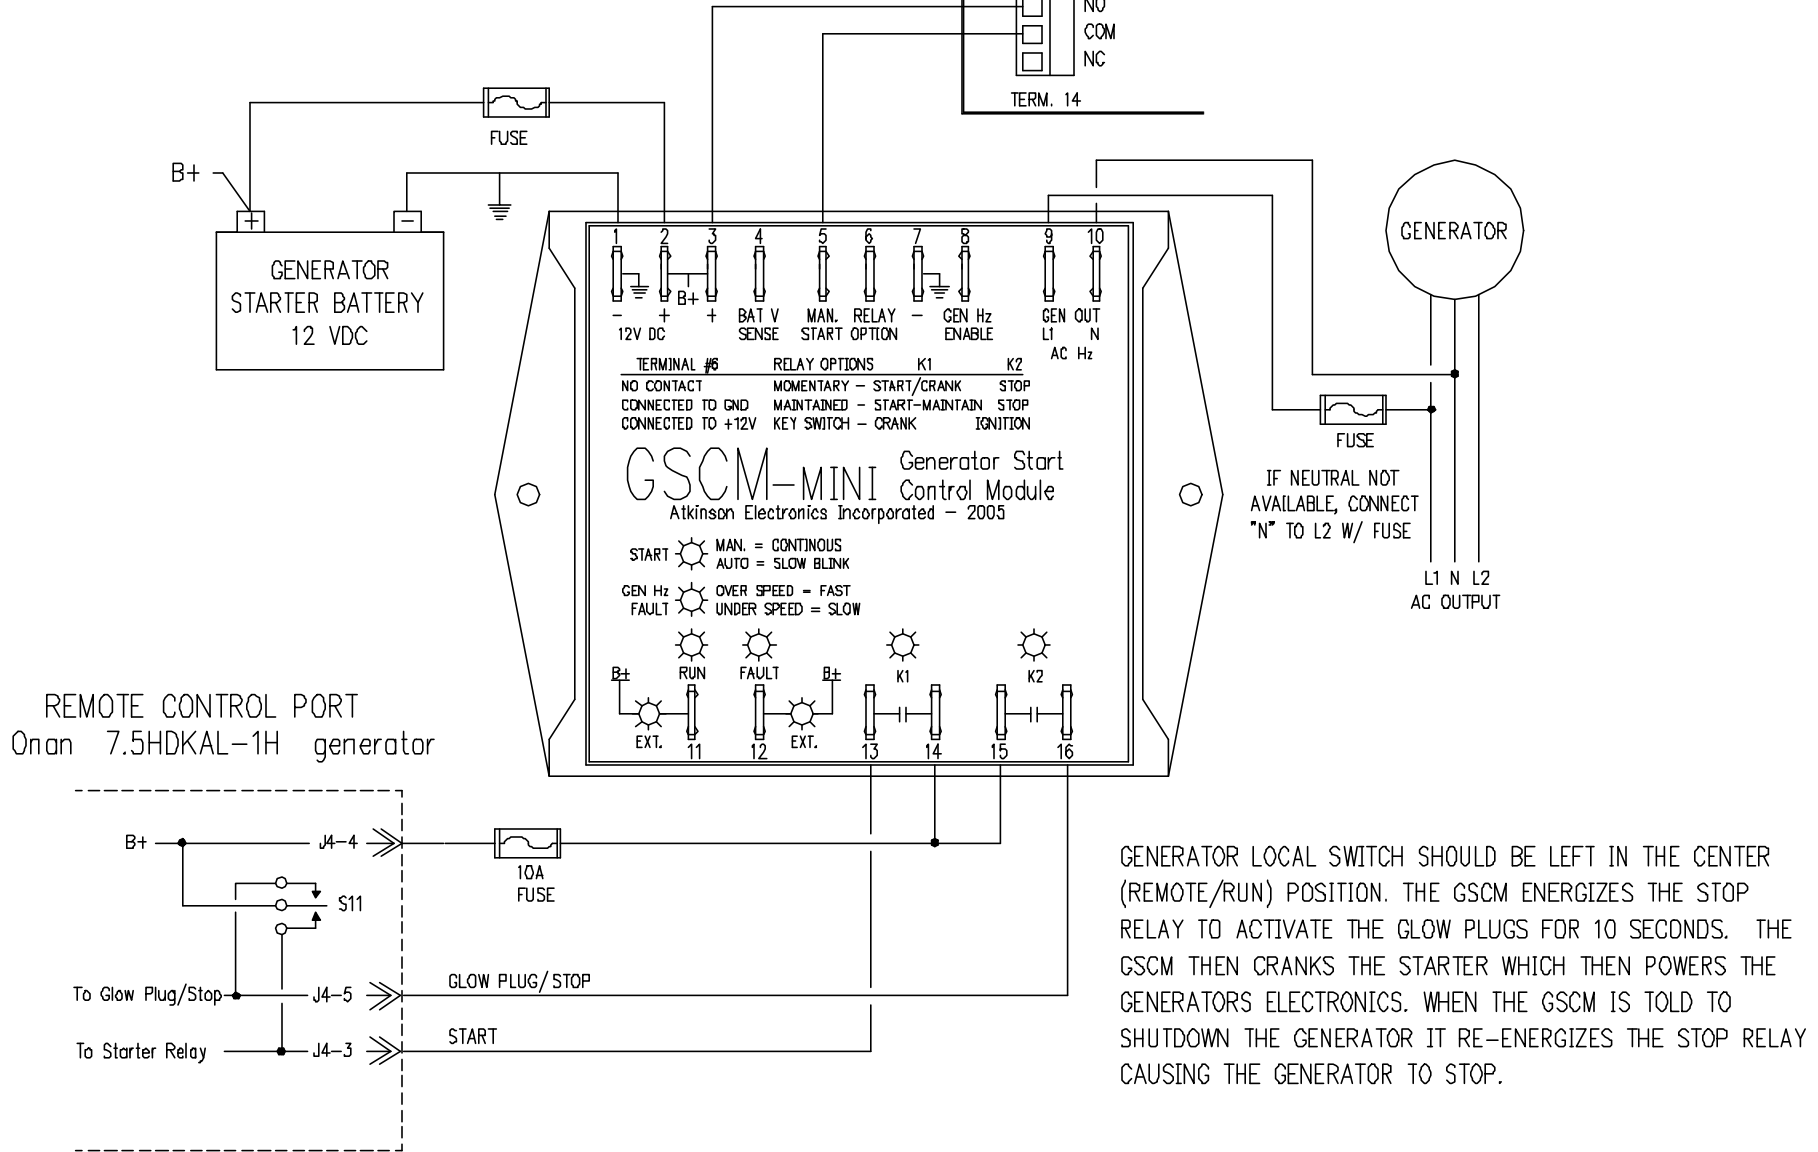 NO
COM
NC
TERM. 14
FUSE
B+
+ -
GENERATOR
STARTER BATTERY
12 VDC
GENERATOR
1 2 3 4 5 6 7 8 9 10
B+
- + + BAT V MAN. RELAY - GEN Hz GEN OUT
12V DC SENSE START OPTION ENABLE L1 N
AC Hz
TERMINAL #6 RELAY OPTIONS K1 K2
NO CONTACT MOMENTARY - START/CRANK STOP
CONNECTED TO GND MAINTAINED - START-MAINTAIN STOP
CONNECTED TO +12V KEY SWITCH - CRANK IGNITION
GSCM-MINI Generator Start
Control Module
Atkinson Electronics Incorporated - 2005
START MAN. = CONTINOUS
AUTO = SLOW BLINK
GEN Hz OVER SPEED = FAST
FAULT UNDER SPEED = SLOW
B+ RUN FAULT B+ K1 K2
EXT. 11 12 EXT. 13 14 15 16
FUSE
IF NEUTRAL NOT
AVAILABLE, CONNECT
"N" TO L2 W/ FUSE
L1 N L2
AC OUTPUT
REMOTE CONTROL PORT
Onan 7.5HDKAL-1H generator
B+ J4-4
10A
FUSE
S11
To Glow Plug/Stop J4-5 GLOW PLUG/STOP
To Starter Relay J4-3 START
GENERATOR LOCAL SWITCH SHOULD BE LEFT IN THE CENTER
(REMOTE/RUN) POSITION. THE GSCM ENERGIZES THE STOP
RELAY TO ACTIVATE THE GLOW PLUGS FOR 10 SECONDS. THE
GSCM THEN CRANKS THE STARTER WHICH THEN POWERS THE
GENERATORS ELECTRONICS. WHEN THE GSCM IS TOLD TO
SHUTDOWN THE GENERATOR IT RE-ENERGIZES THE STOP RELAY
CAUSING THE GENERATOR TO STOP.